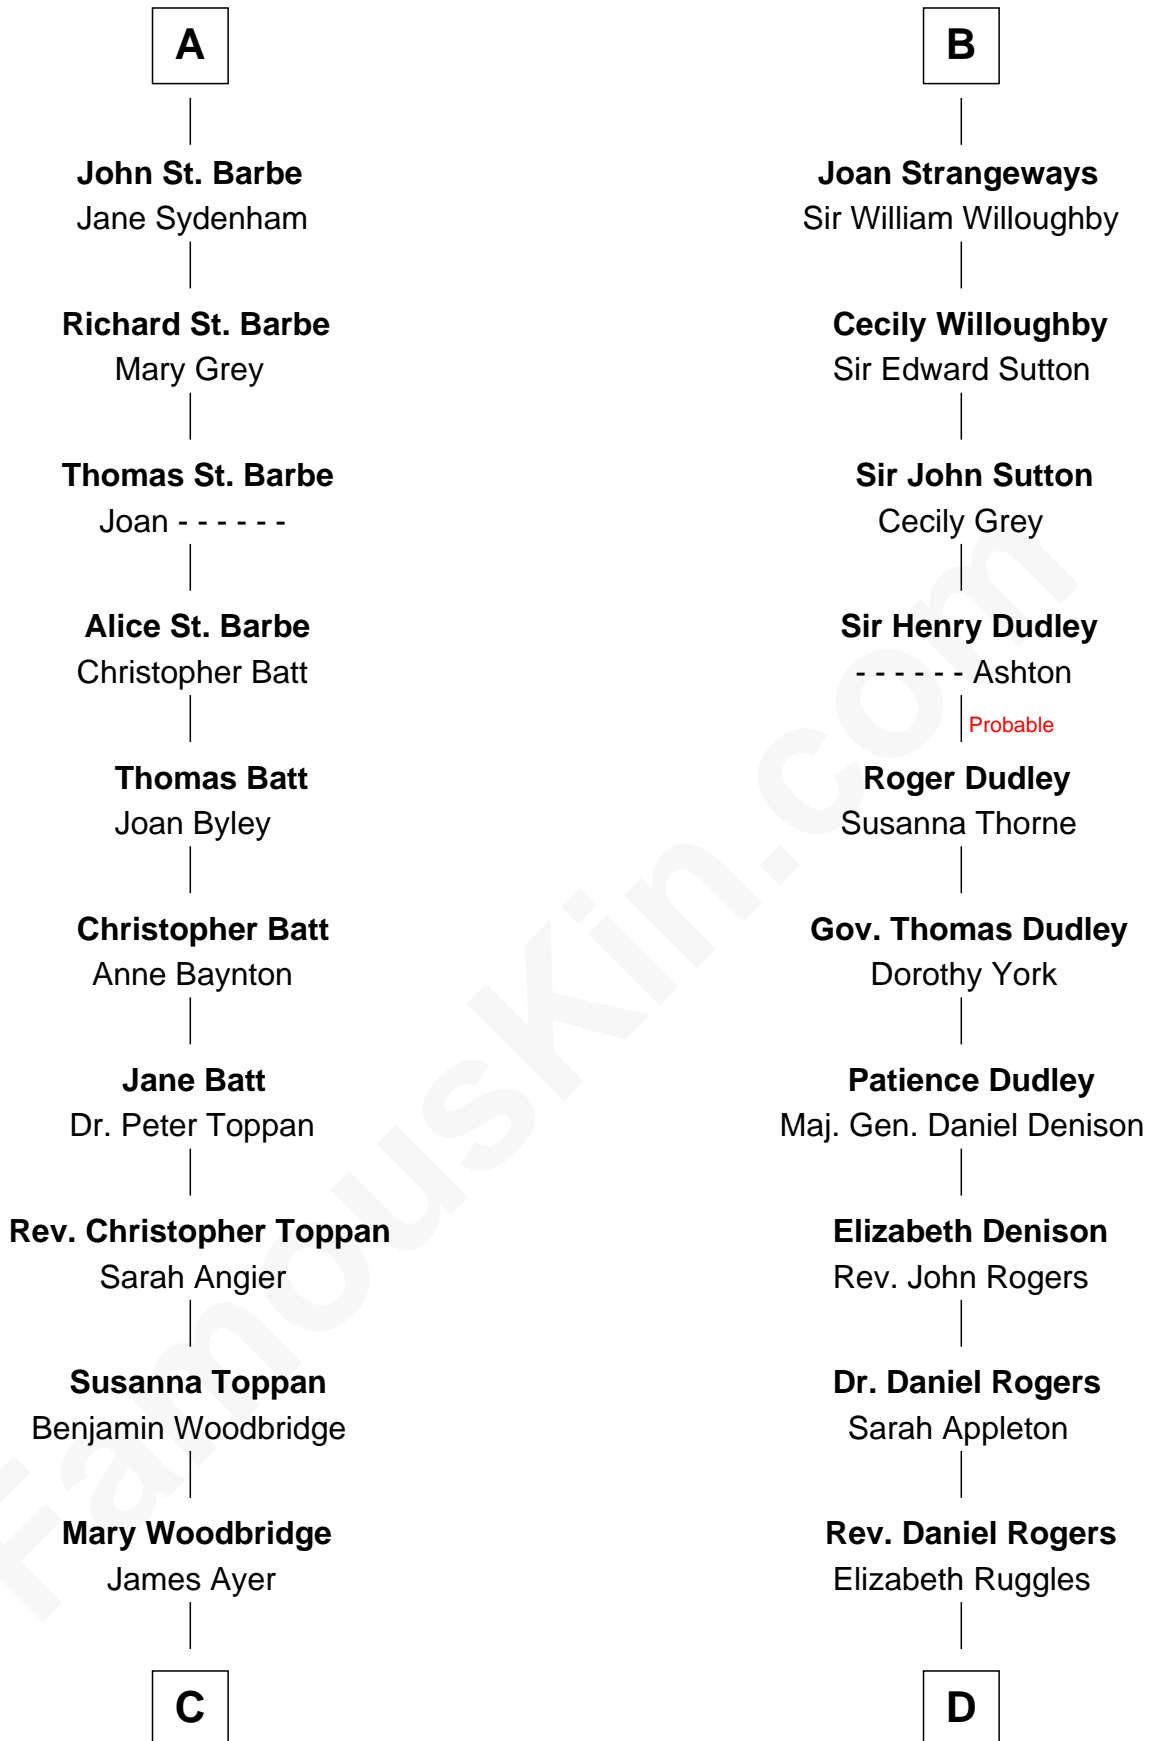 A
John St. Barbe
Jane Sydenham
Richard St. Barbe
Mary Grey
Thomas St. Barbe
Joan - - - - - -
Alice St. Barbe
Christopher Batt
Thomas Batt
Joan Byley
Christopher Batt
Anne Baynton
Jane Batt
Dr. Peter Toppan
Rev. Christopher Toppan
Sarah Angier
Susanna Toppan
Benjamin Woodbridge
Mary Woodbridge
James Ayer
C
B
Joan Strangeways
Sir William Willoughby
Cecily Willoughby
Sir Edward Sutton
Sir John Sutton
Cecily Grey
Sir Henry Dudley
- - - - - - Ashton
Probable
Roger Dudley
Susanna Thorne
Gov. Thomas Dudley
Dorothy York
Patience Dudley
Maj. Gen. Daniel Denison
Elizabeth Denison
Rev. John Rogers
Dr. Daniel Rogers
Sarah Appleton
Rev. Daniel Rogers
Elizabeth Ruggles
D
FamousKin.com